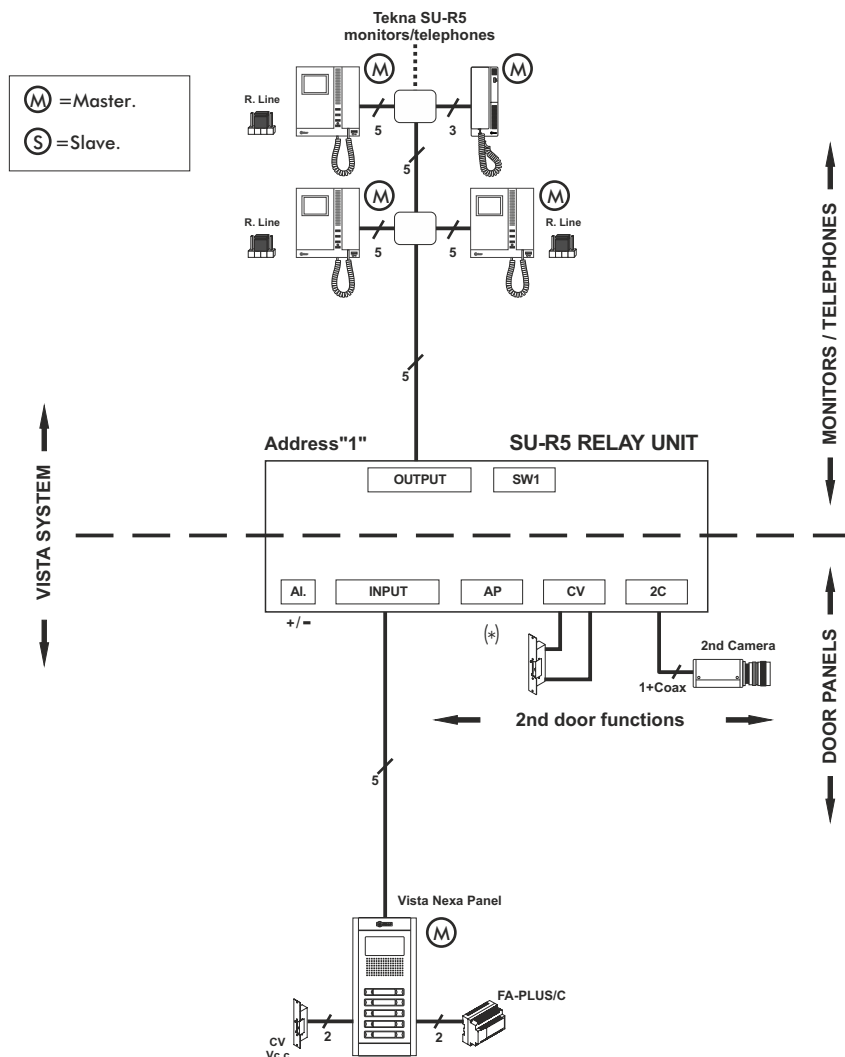 Tekna SU-R5
monitors/telephones
M =Master.
S =Slave.
R. Line
M
M
5
3
5
R. Line
M
M
R. Line
5
5
5
MONITORS / TELEPHONES
VISTA SYSTEM
Address"1"
SU-R5 RELAY UNIT
OUTPUT
SW1
AI.
INPUT
AP
CV
2C
+/-
(*)
2nd Camera
1+Coax
2nd door functions
DOOR PANELS
5
Vista Nexa Panel
M
FA-PLUS/C
2
2
CV
Vc.c.